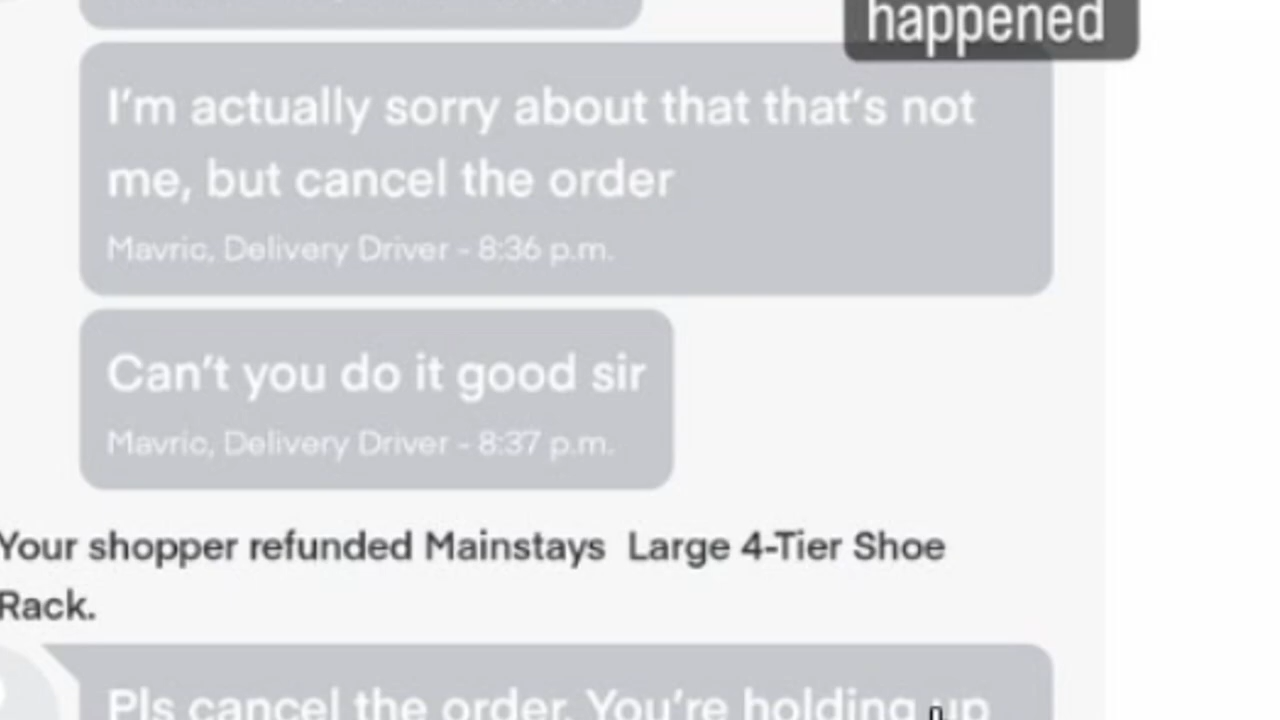 happened
I'm actually sorry about that that's not
me, but cancel the order
Mavric, Delivery Driver - 8:36 p.m.
Can't you do it good sir
Mavric, Delivery Driver - 8:37 p.m.
Your shopper refunded Mainstays Large 4-Tier Shoe
Rack.
Pls cancel the order. You're holding up